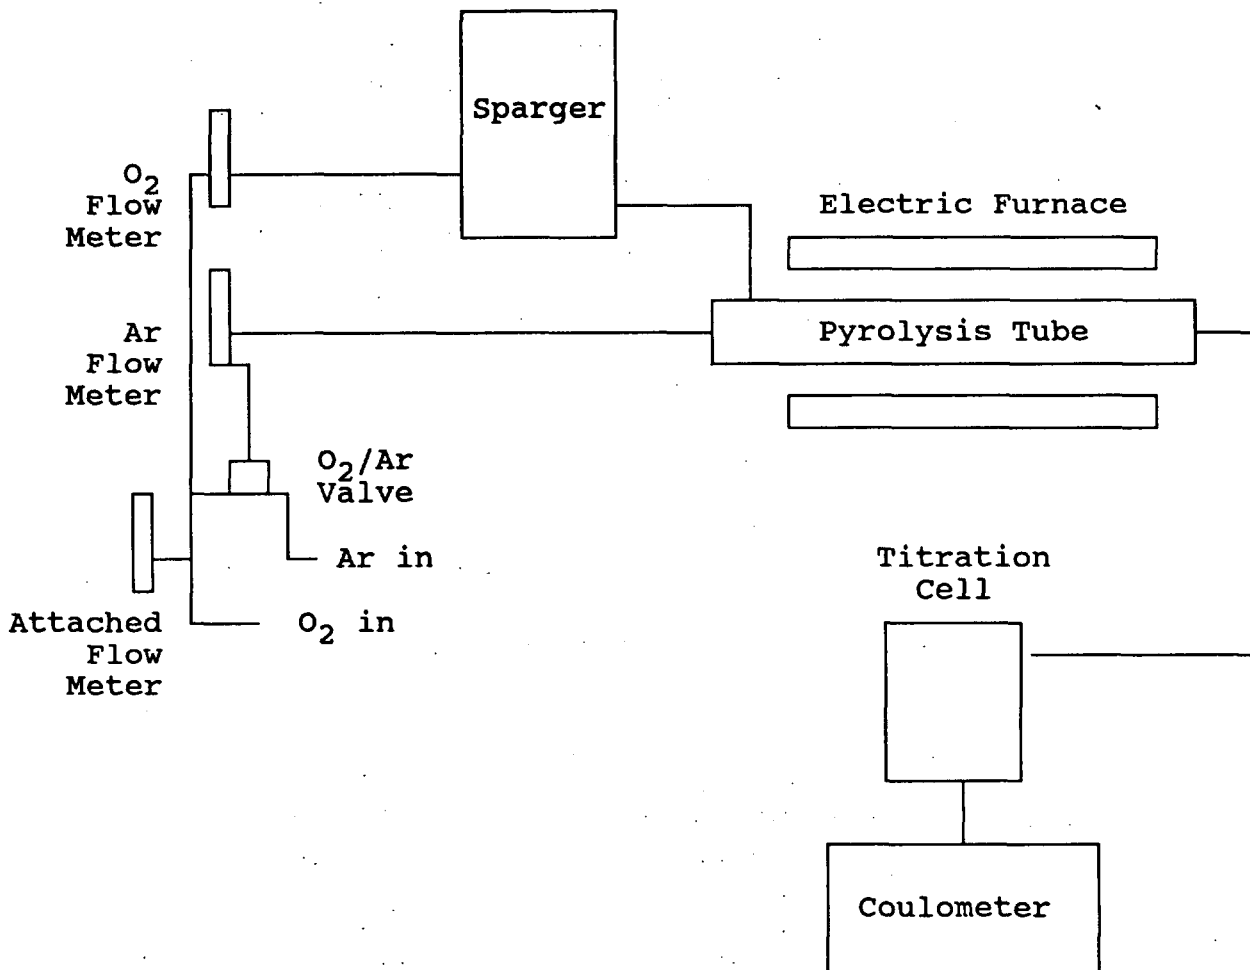 Sparger
O2
Flow
Meter
Electric Furnace
Ar
Flow
Meter
Pyrolysis Tube
O2/Ar
Valve
Ar in
Attached
Flow
Meter
O2 in
Titration
Cell
Coulometer